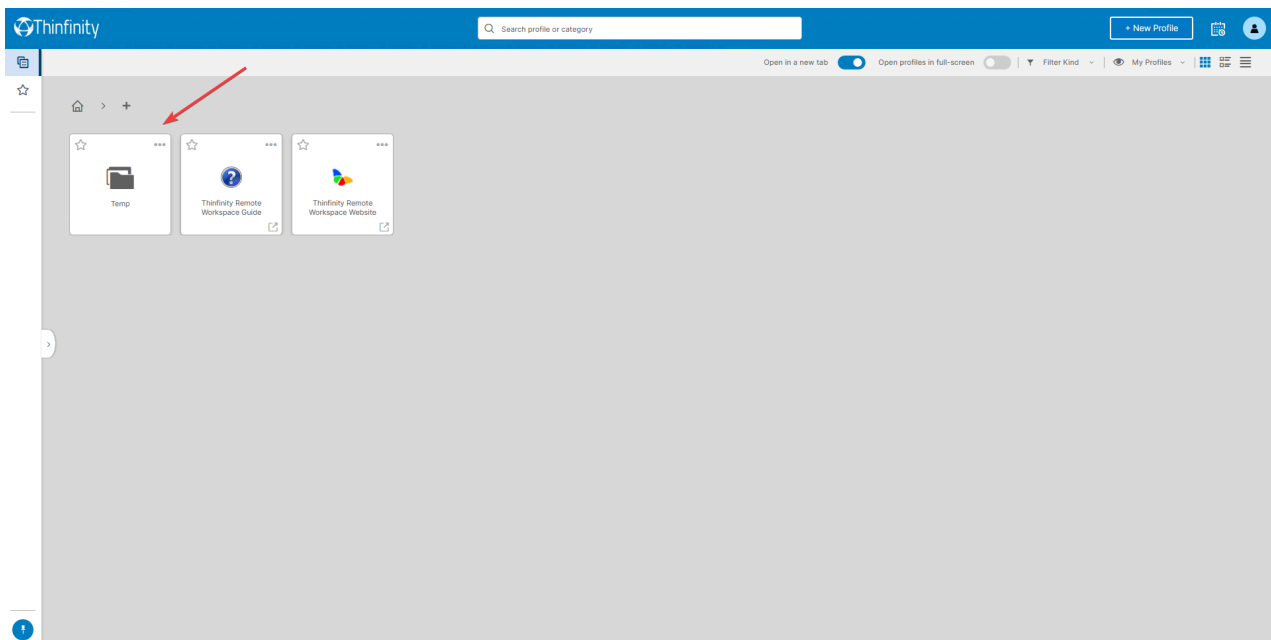 Thinfinity
Search profile or category
+ New Profile
Open in a new tab
Open profiles in full-screen
Filter Kind
My Profiles
Temp
Thinfinity Remote
Workspace Guide
Thinfinity Remote
Workspace Website